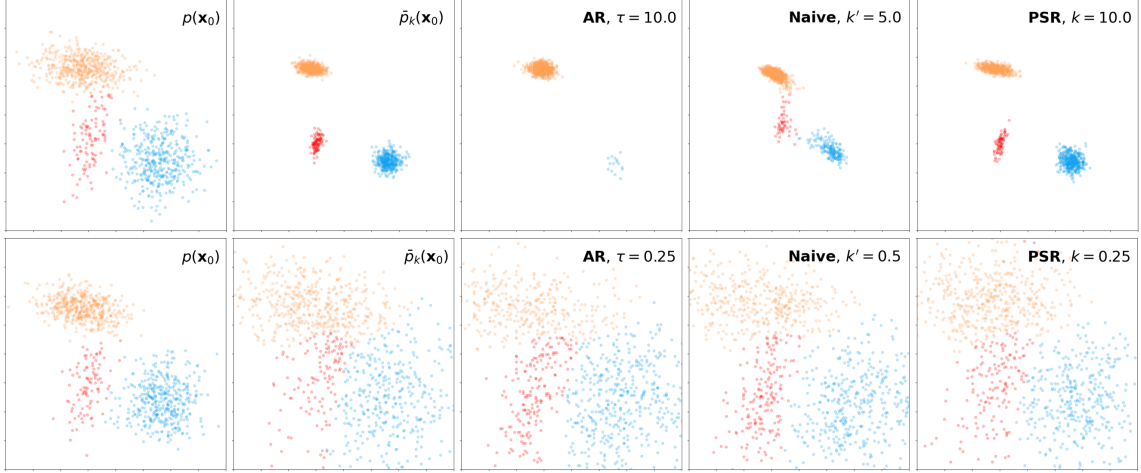 p(x₀)
p̄ₖ(x₀)
AR, τ = 10.0
Naive, k′ = 5.0
PSR, k = 10.0
p(x₀)
p̄ₖ(x₀)
AR, τ = 0.25
Naive, k′ = 0.5
PSR, k = 0.25